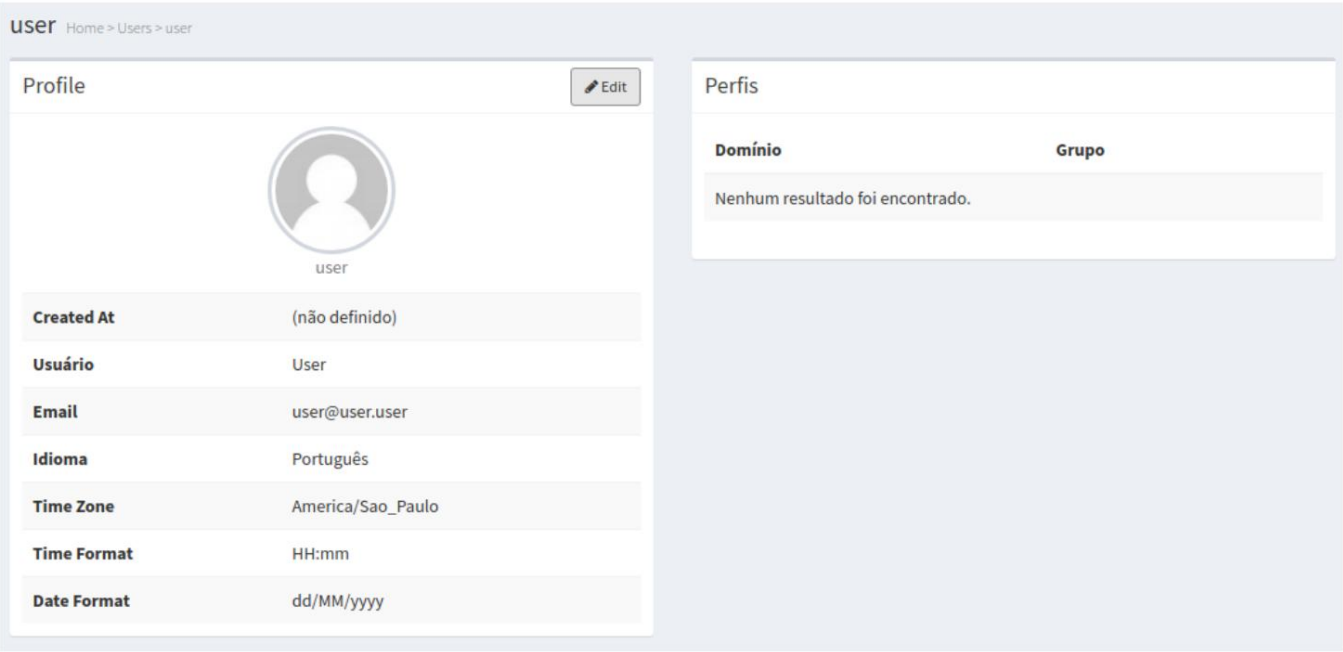 user Home > Users > user
Profile
Edit
user
Created At (não definido)
Usuário User
Email user@user.user
Idioma Português
Time Zone America/Sao_Paulo
Time Format HH:mm
Date Format dd/MM/yyyy
Perfis
Domínio Grupo
Nenhum resultado foi encontrado.